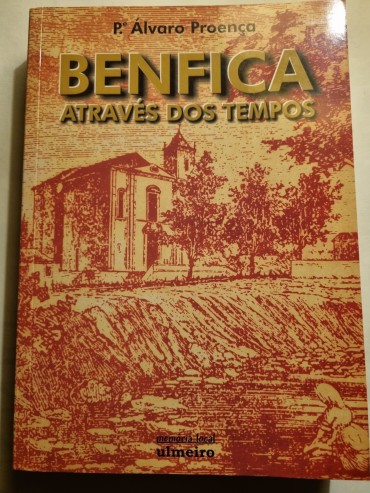 P.ᵉ Álvaro Proença
BENFICA
ATRAVÉS DOS TEMPOS
memória local
ulmeiro